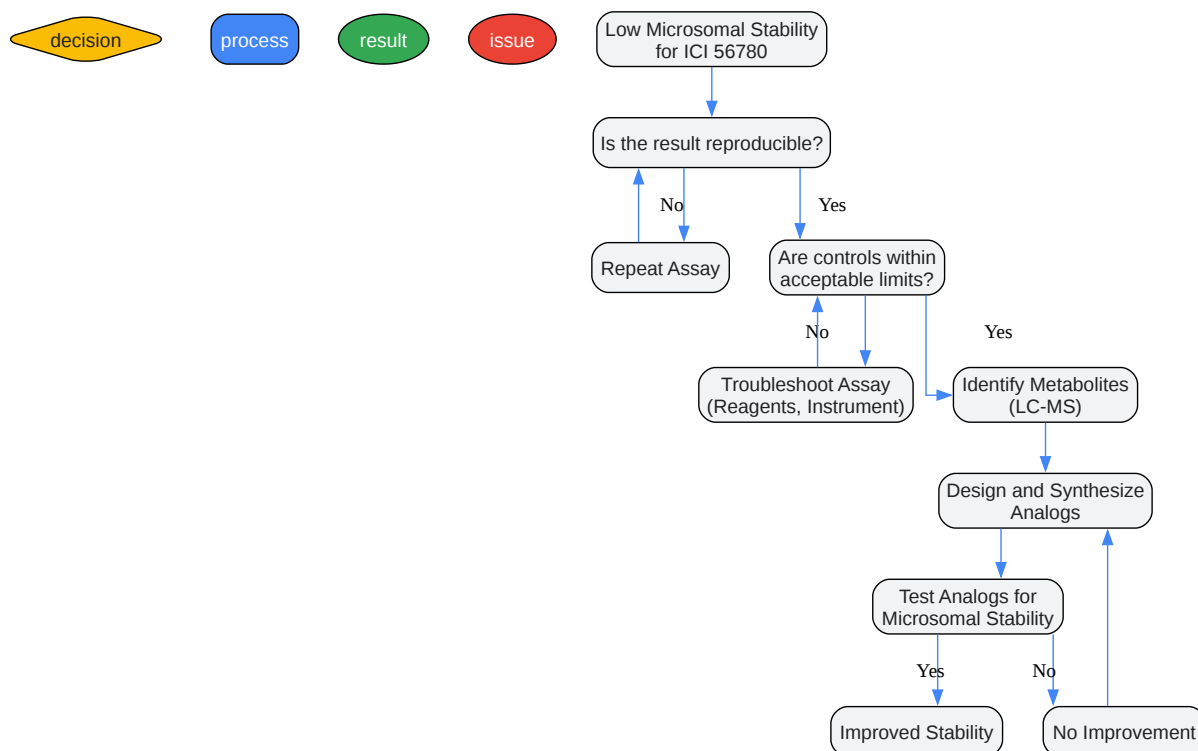 decision
process
result
issue
Low Microsomal Stability
for ICI 56780
Is the result reproducible?
No
Yes
Repeat Assay
Are controls within
acceptable limits?
No
Yes
Troubleshoot Assay
(Reagents, Instrument)
Identify Metabolites
(LC-MS)
Design and Synthesize
Analogs
Test Analogs for
Microsomal Stability
Yes
No
Improved Stability
No Improvement